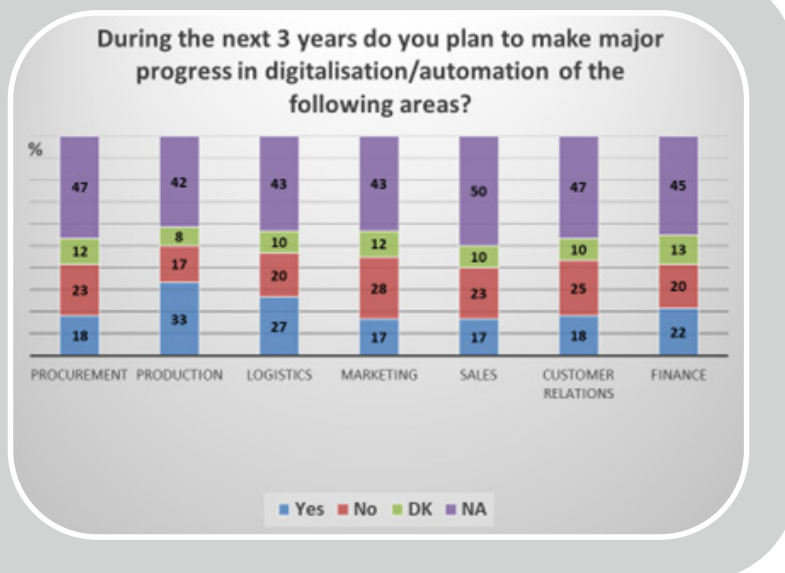 During the next 3 years do you plan to make major
progress in digitalisation/automation of the
following areas?
%
47 42 43 43 50 47 45
12 8 10 12 10 10 13
23 17 20 28 23 25 20
18 33 27 17 17 18 22
PROCUREMENT PRODUCTION LOGISTICS MARKETING SALES CUSTOMER FINANCE
RELATIONS
Yes No DK NA